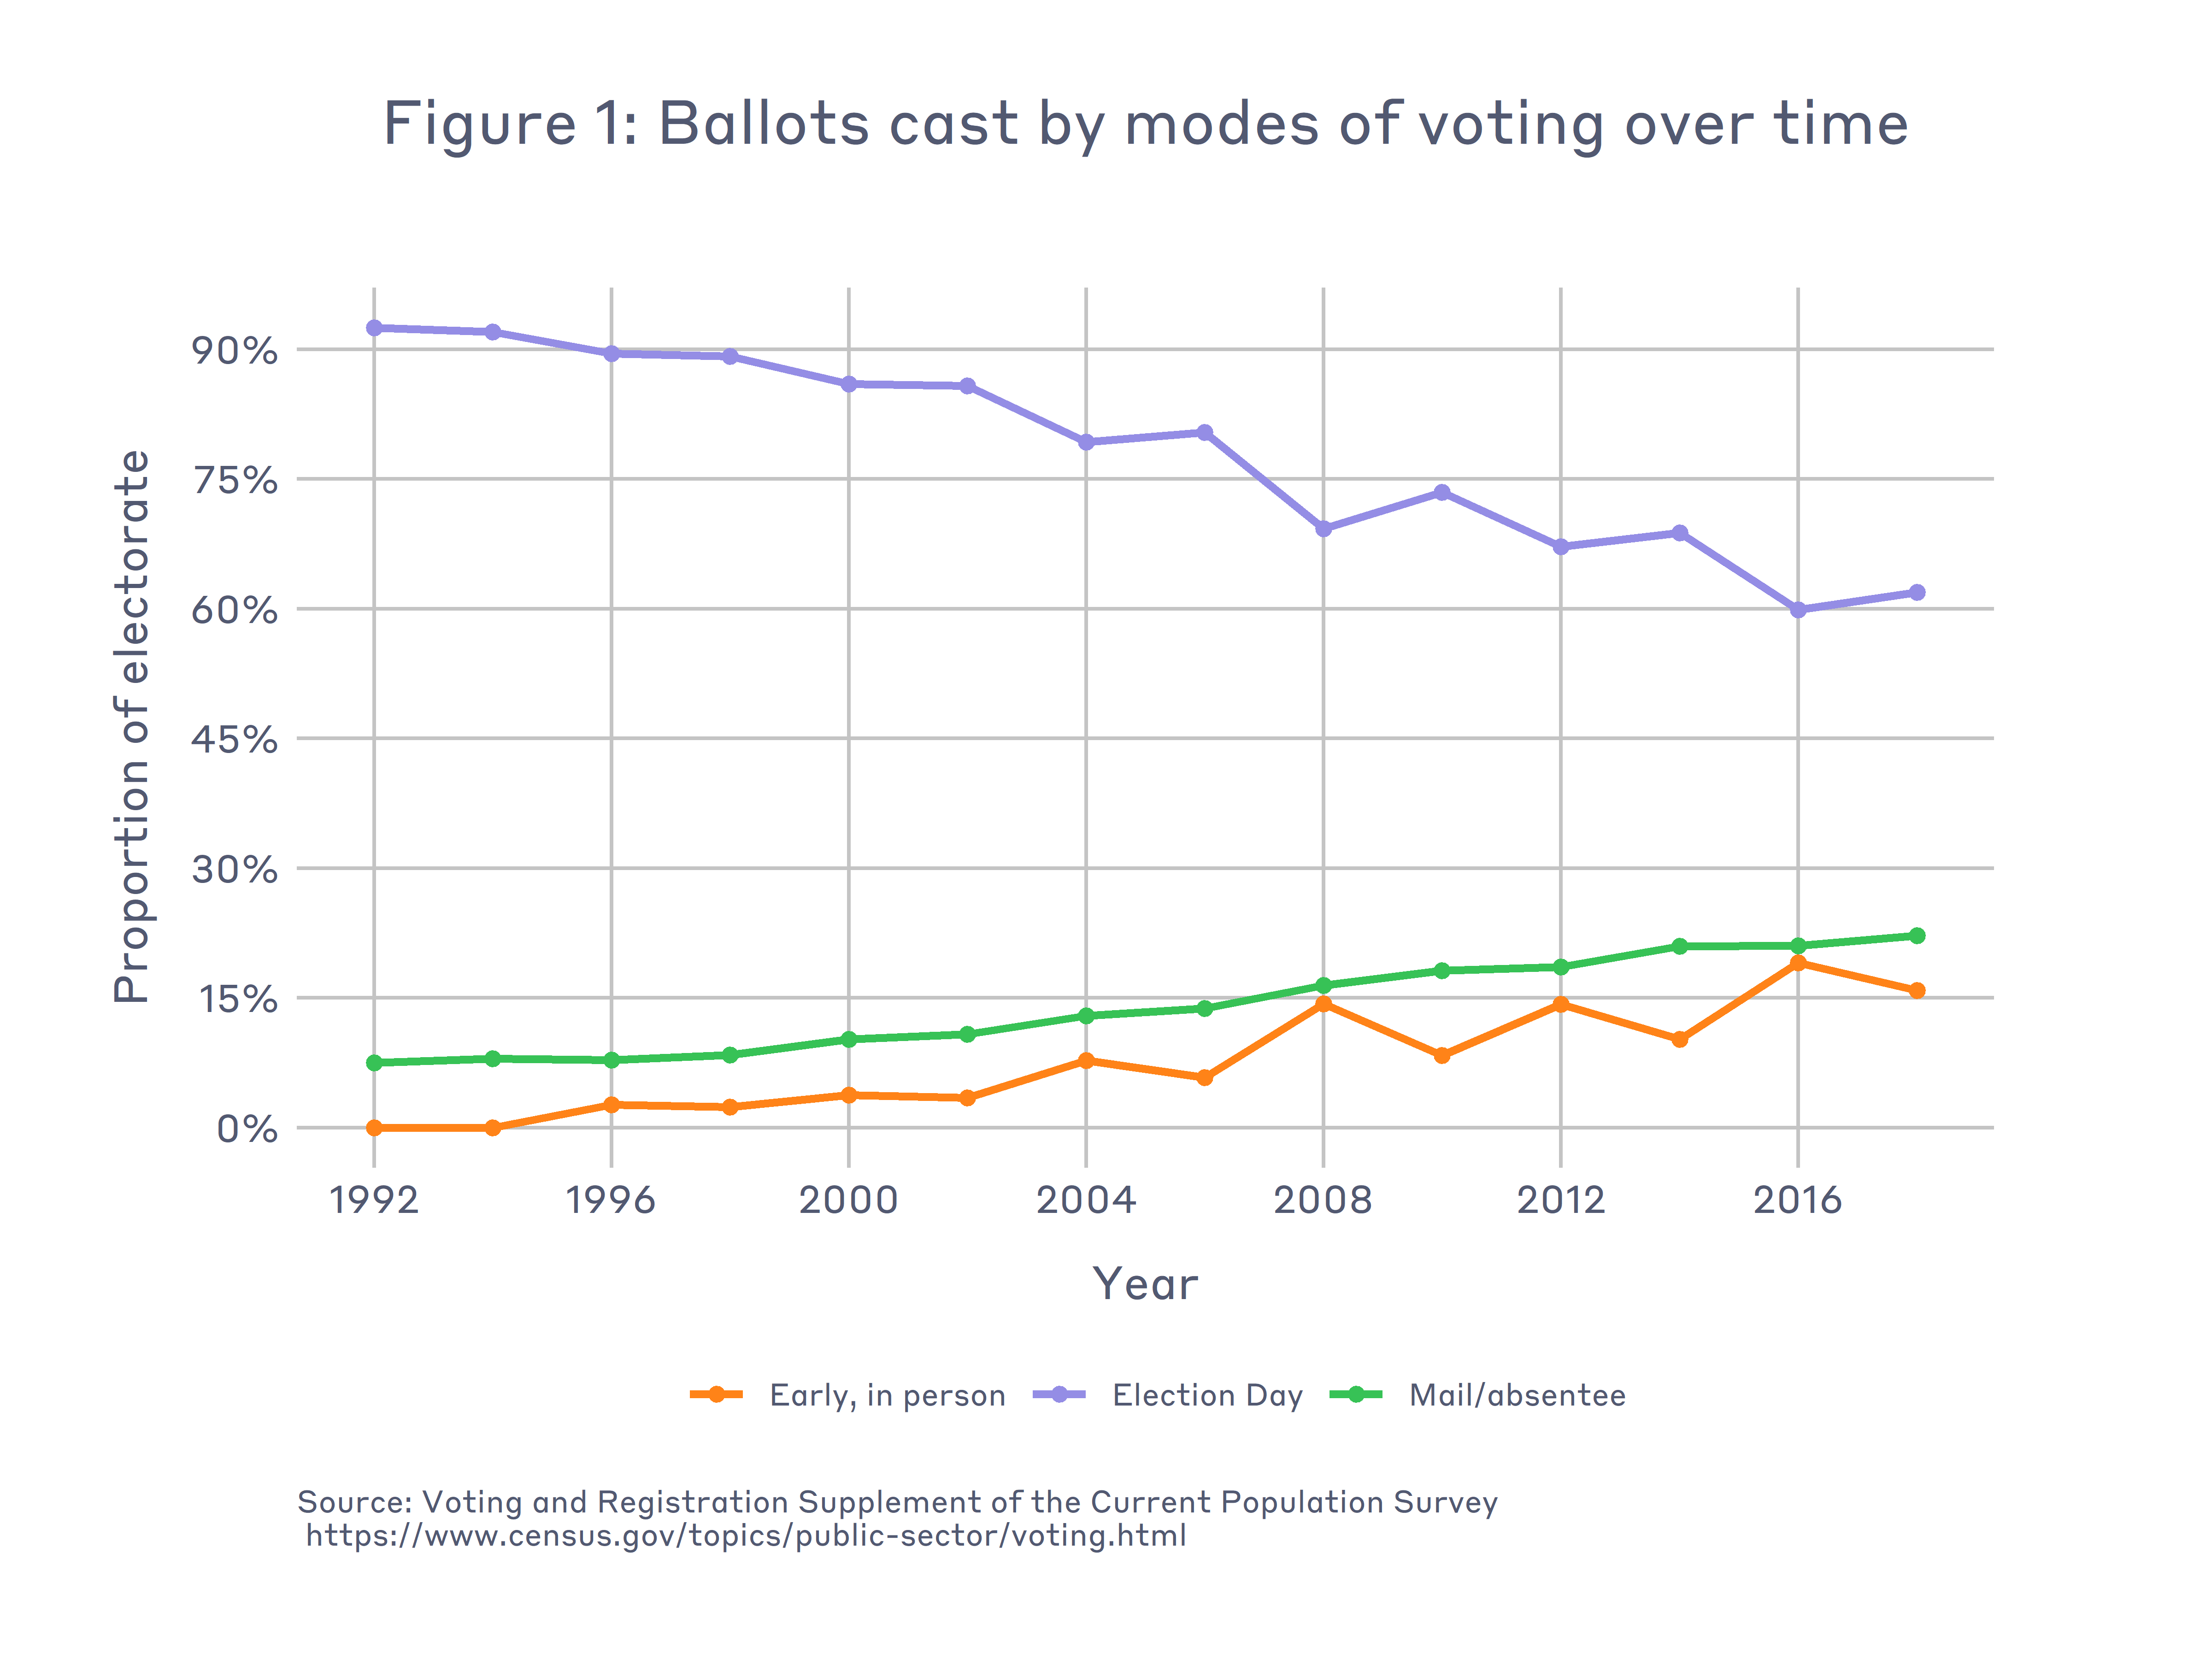 Figure 1: Ballots cast by modes of voting over time
Proportion of electorate
90%
75%
60%
45%
30%
15%
0%
1992 1996 2000 2004 2008 2012 2016
Year
Early, in person Election Day Mail/absentee
Source: Voting and Registration Supplement of the Current Population Survey
https://www.census.gov/topics/public-sector/voting.html